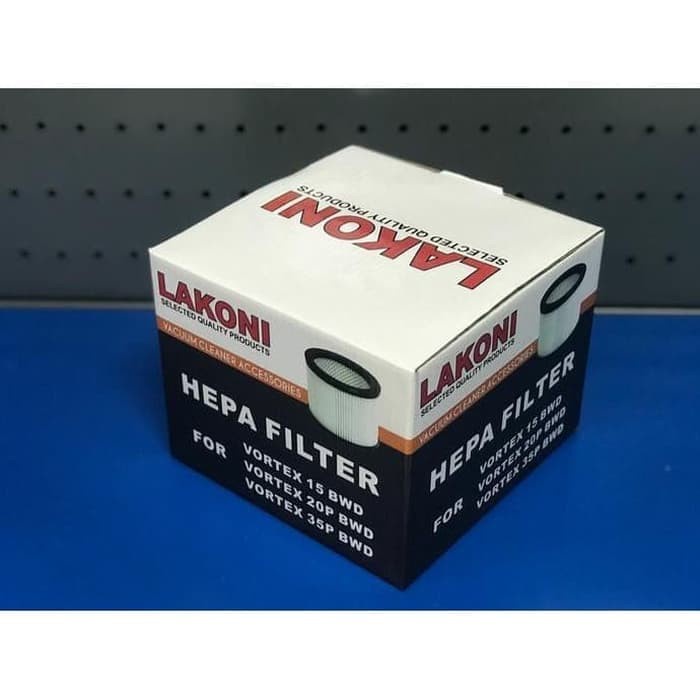 LAKONI
SELECTED QUALITY PRODUCTS
LAKONI
SELECTED QUALITY PRODUCTS
VACUUM CLEANER ACCESSORIES
HEPA FILTER
FOR
VORTEX 15 BWD
VORTEX 20P BWD
VORTEX 35P BWD
LAKONI
SELECTED QUALITY PRODUCTS
VACUUM CLEANER ACCESSORIES
HEPA FILTER
FOR
VORTEX 15 BWD
VORTEX 20P BWD
VORTEX 35P BWD